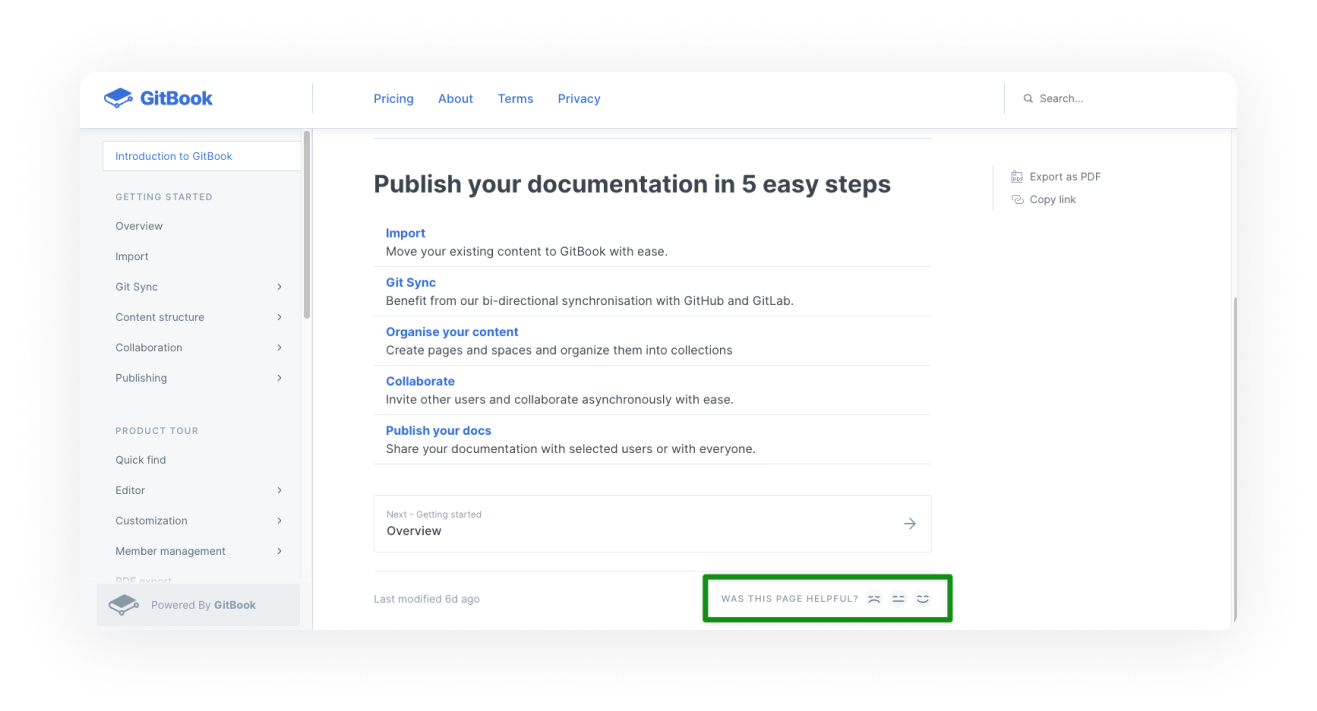 GitBook
Pricing About Terms Privacy
Search...
Introduction to GitBook
GETTING STARTED
Overview
Import
Git Sync
Content structure
Collaboration
Publishing
PRODUCT TOUR
Quick find
Editor
Customization
Member management
PDF export
Powered By GitBook
Publish your documentation in 5 easy steps
Import
Move your existing content to GitBook with ease.
Git Sync
Benefit from our bi-directional synchronisation with GitHub and GitLab.
Organise your content
Create pages and spaces and organize them into collections
Collaborate
Invite other users and collaborate asynchronously with ease.
Publish your docs
Share your documentation with selected users or with everyone.
Next - Getting started
Overview
Last modified 6d ago
WAS THIS PAGE HELPFUL?
Export as PDF
Copy link